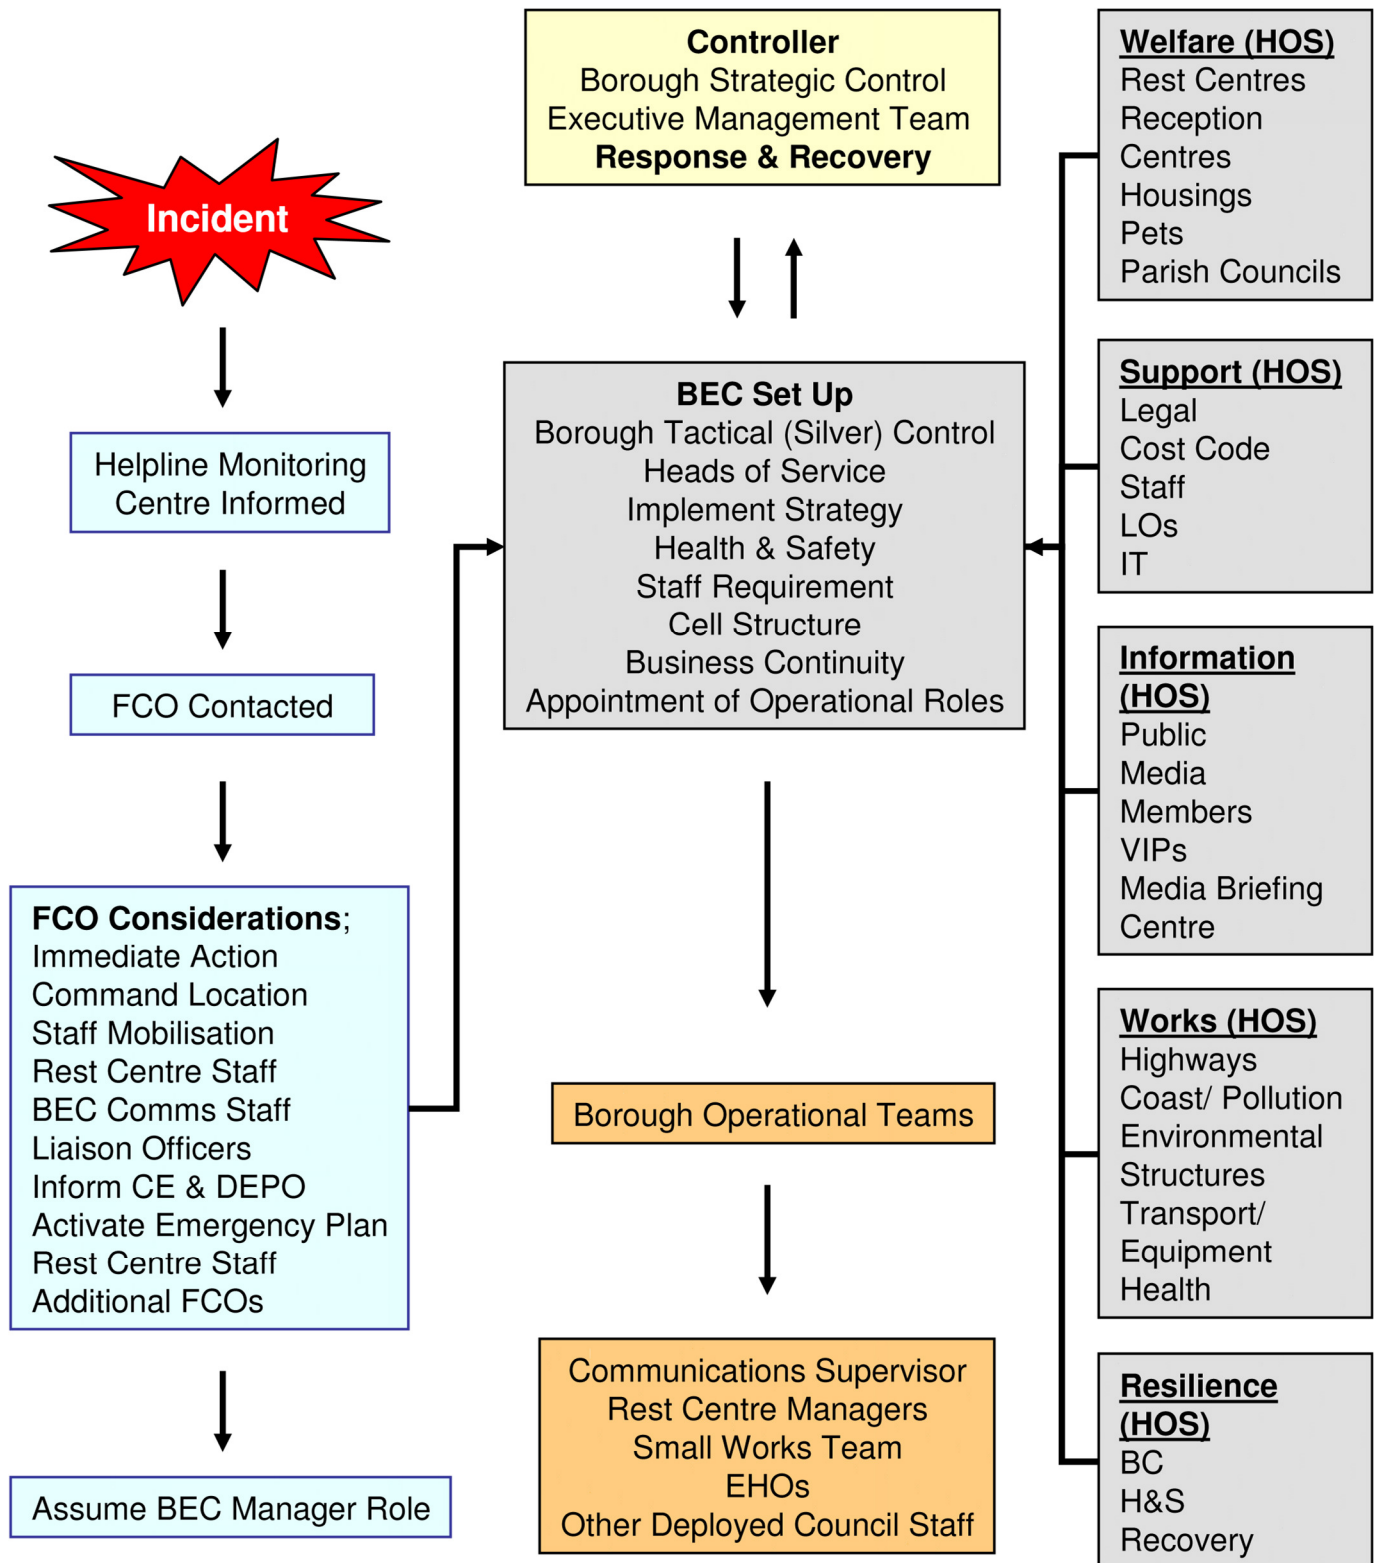 Incident
Helpline Monitoring
Centre Informed
FCO Contacted
FCO Considerations;
Immediate Action
Command Location
Staff Mobilisation
Rest Centre Staff
BEC Comms Staff
Liaison Officers
Inform CE & DEPO
Activate Emergency Plan
Rest Centre Staff
Additional FCOs
Assume BEC Manager Role
Controller
Borough Strategic Control
Executive Management Team
Response & Recovery
BEC Set Up
Borough Tactical (Silver) Control
Heads of Service
Implement Strategy
Health & Safety
Staff Requirement
Cell Structure
Business Continuity
Appointment of Operational Roles
Borough Operational Teams
Communications Supervisor
Rest Centre Managers
Small Works Team
EHOs
Other Deployed Council Staff
Welfare (HOS)
Rest Centres
Reception
Centres
Housings
Pets
Parish Councils
Support (HOS)
Legal
Cost Code
Staff
LOs
IT
Information
(HOS)
Public
Media
Members
VIPs
Media Briefing
Centre
Works (HOS)
Highways
Coast/ Pollution
Environmental
Structures
Transport/
Equipment
Health
Resilience
(HOS)
BC
H&S
Recovery